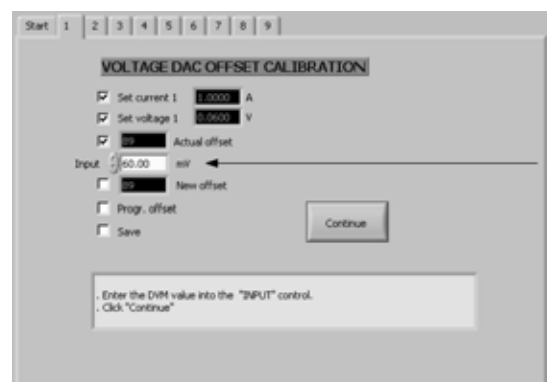 Start 1 2 3 4 5 6 7 8 9
VOLTAGE DAC OFFSET CALIBRATION
Set current 1 1.0000 A
Set voltage 1 0.0600 V
89 Actual offset
Input 60.00 mV
89 New offset
Progr. offset
Save
Continue
. Enter the DVM value into the "INPUT" control.
. Click "Continue"